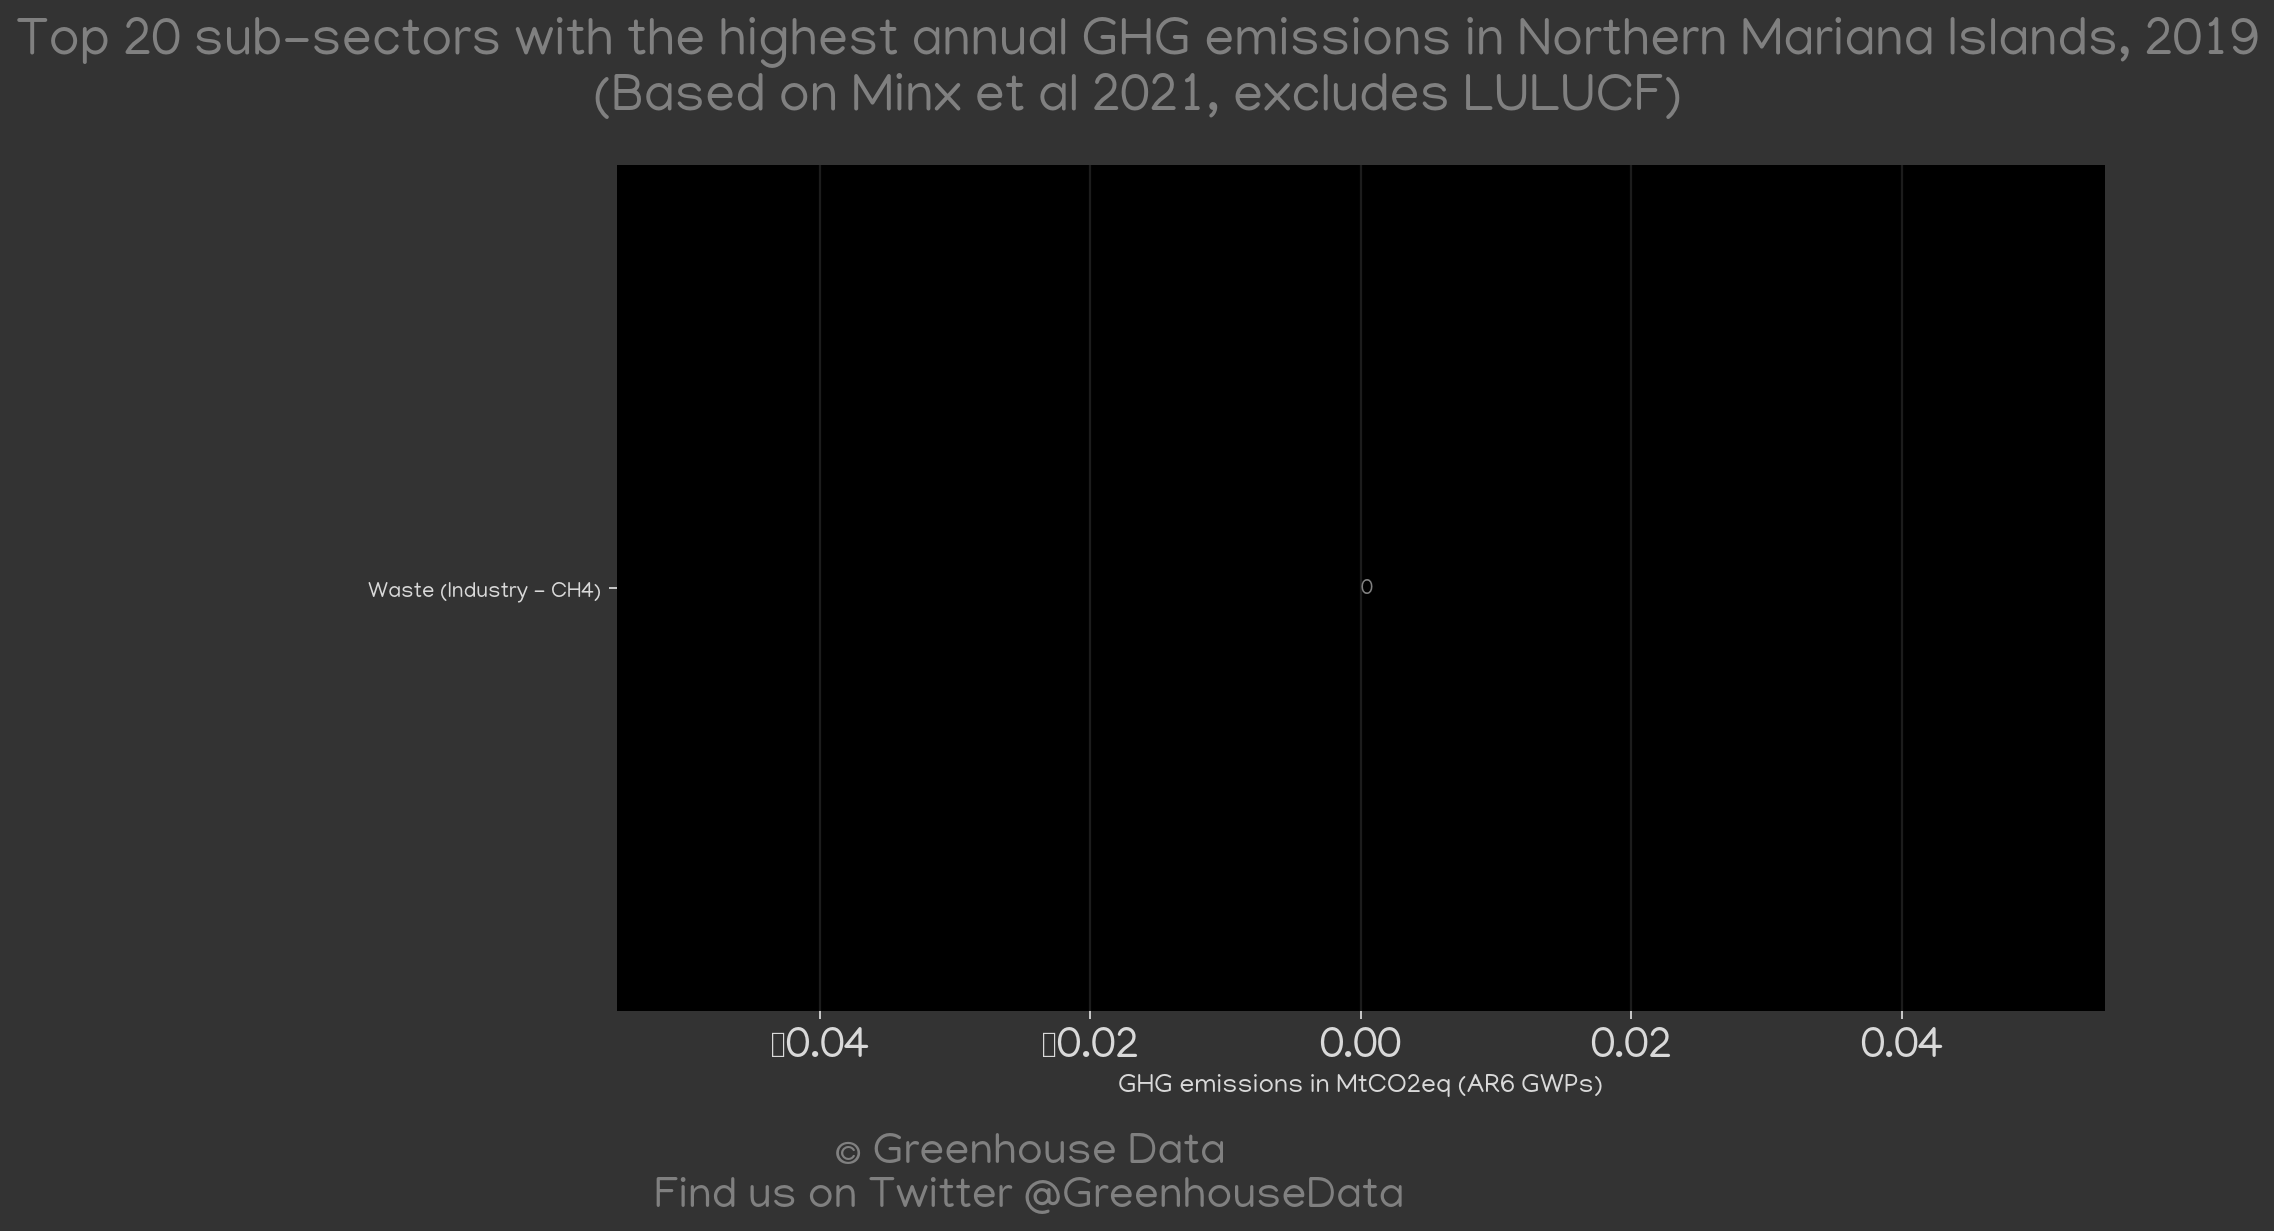 Top 20 sub-sectors with the highest annual GHG emissions in Northern Mariana Islands, 2019
(Based on Minx et al 2021, excludes LULUCF)
Waste (Industry - CH4)
0
▯0.04 ▯0.02 0.00 0.02 0.04
GHG emissions in MtCO2eq (AR6 GWPs)
© Greenhouse Data
Find us on Twitter @GreenhouseData